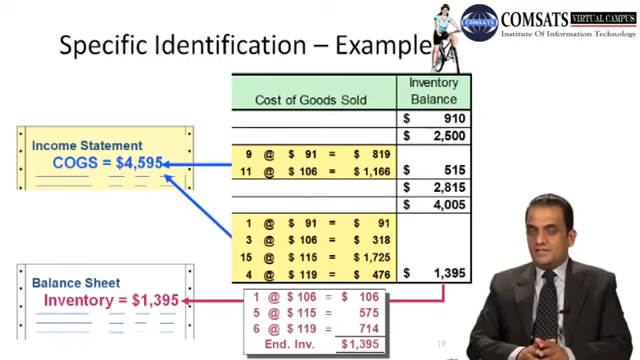 COMSATS VIRTUAL CAMPUS
Institute Of Information Technology
Specific Identification – Example
Cost of Goods Sold Inventory Balance
$ 910
$ 2,500
9 @ $ 91 = $ 819
11 @ $ 106 = $ 1,166 $ 515
$ 2,815
$ 4,005
1 @ $ 91 = $ 91
3 @ $ 106 = $ 318
15 @ $ 115 = $ 1,725
4 @ $ 119 = $ 476 $ 1,395
Income Statement
COGS = $4,595
Balance Sheet
Inventory = $1,395
1 @ $ 106 = $ 106
5 @ $ 115 = 575
6 @ $ 119 = 714
End. Inv. $1,395
19